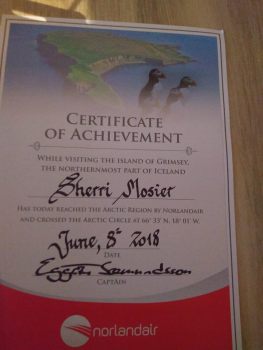 CERTIFICATE
OF ACHIEVEMENT
WHILE VISITING THE ISLAND OF GRIMSEY,
THE NORTHERNMOST PART OF ICELAND
Sherri Mosier
HAS TODAY REACHED THE ARCTIC REGION BY NORLANDAIR
AND CROSSED THE ARCTIC CIRCLE AT 66° 33' N, 18° 01' W.
June, 8th 2018
DATE
CAPTAIN
norlandair